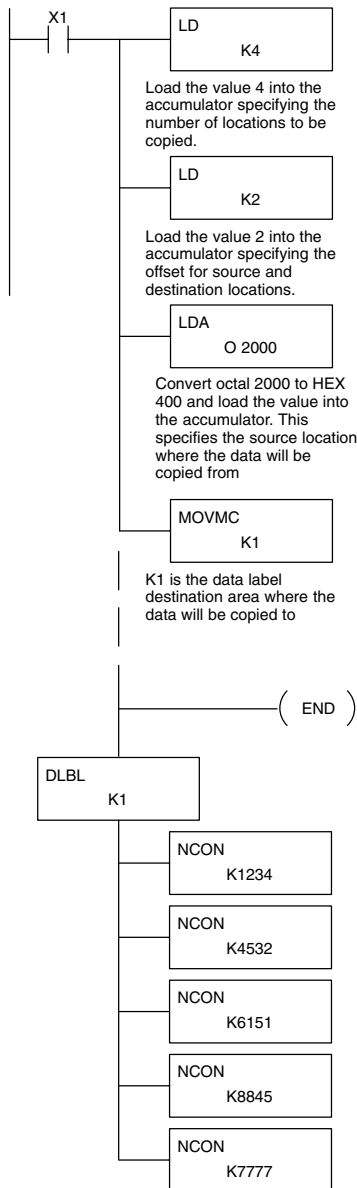 X1
LD
K4
Load the value 4 into the
accumulator specifying the
number of locations to be
copied.
LD
K2
Load the value 2 into the
accumulator specifying the
offset for source and
destination locations.
LDA
O 2000
Convert octal 2000 to HEX
400 and load the value into
the accumulator. This
specifies the source location
where the data will be
copied from
MOVMC
K1
K1 is the data label
destination area where the
data will be copied to
END
DLBL
K1
NCON
K1234
NCON
K4532
NCON
K6151
NCON
K8845
NCON
K7777